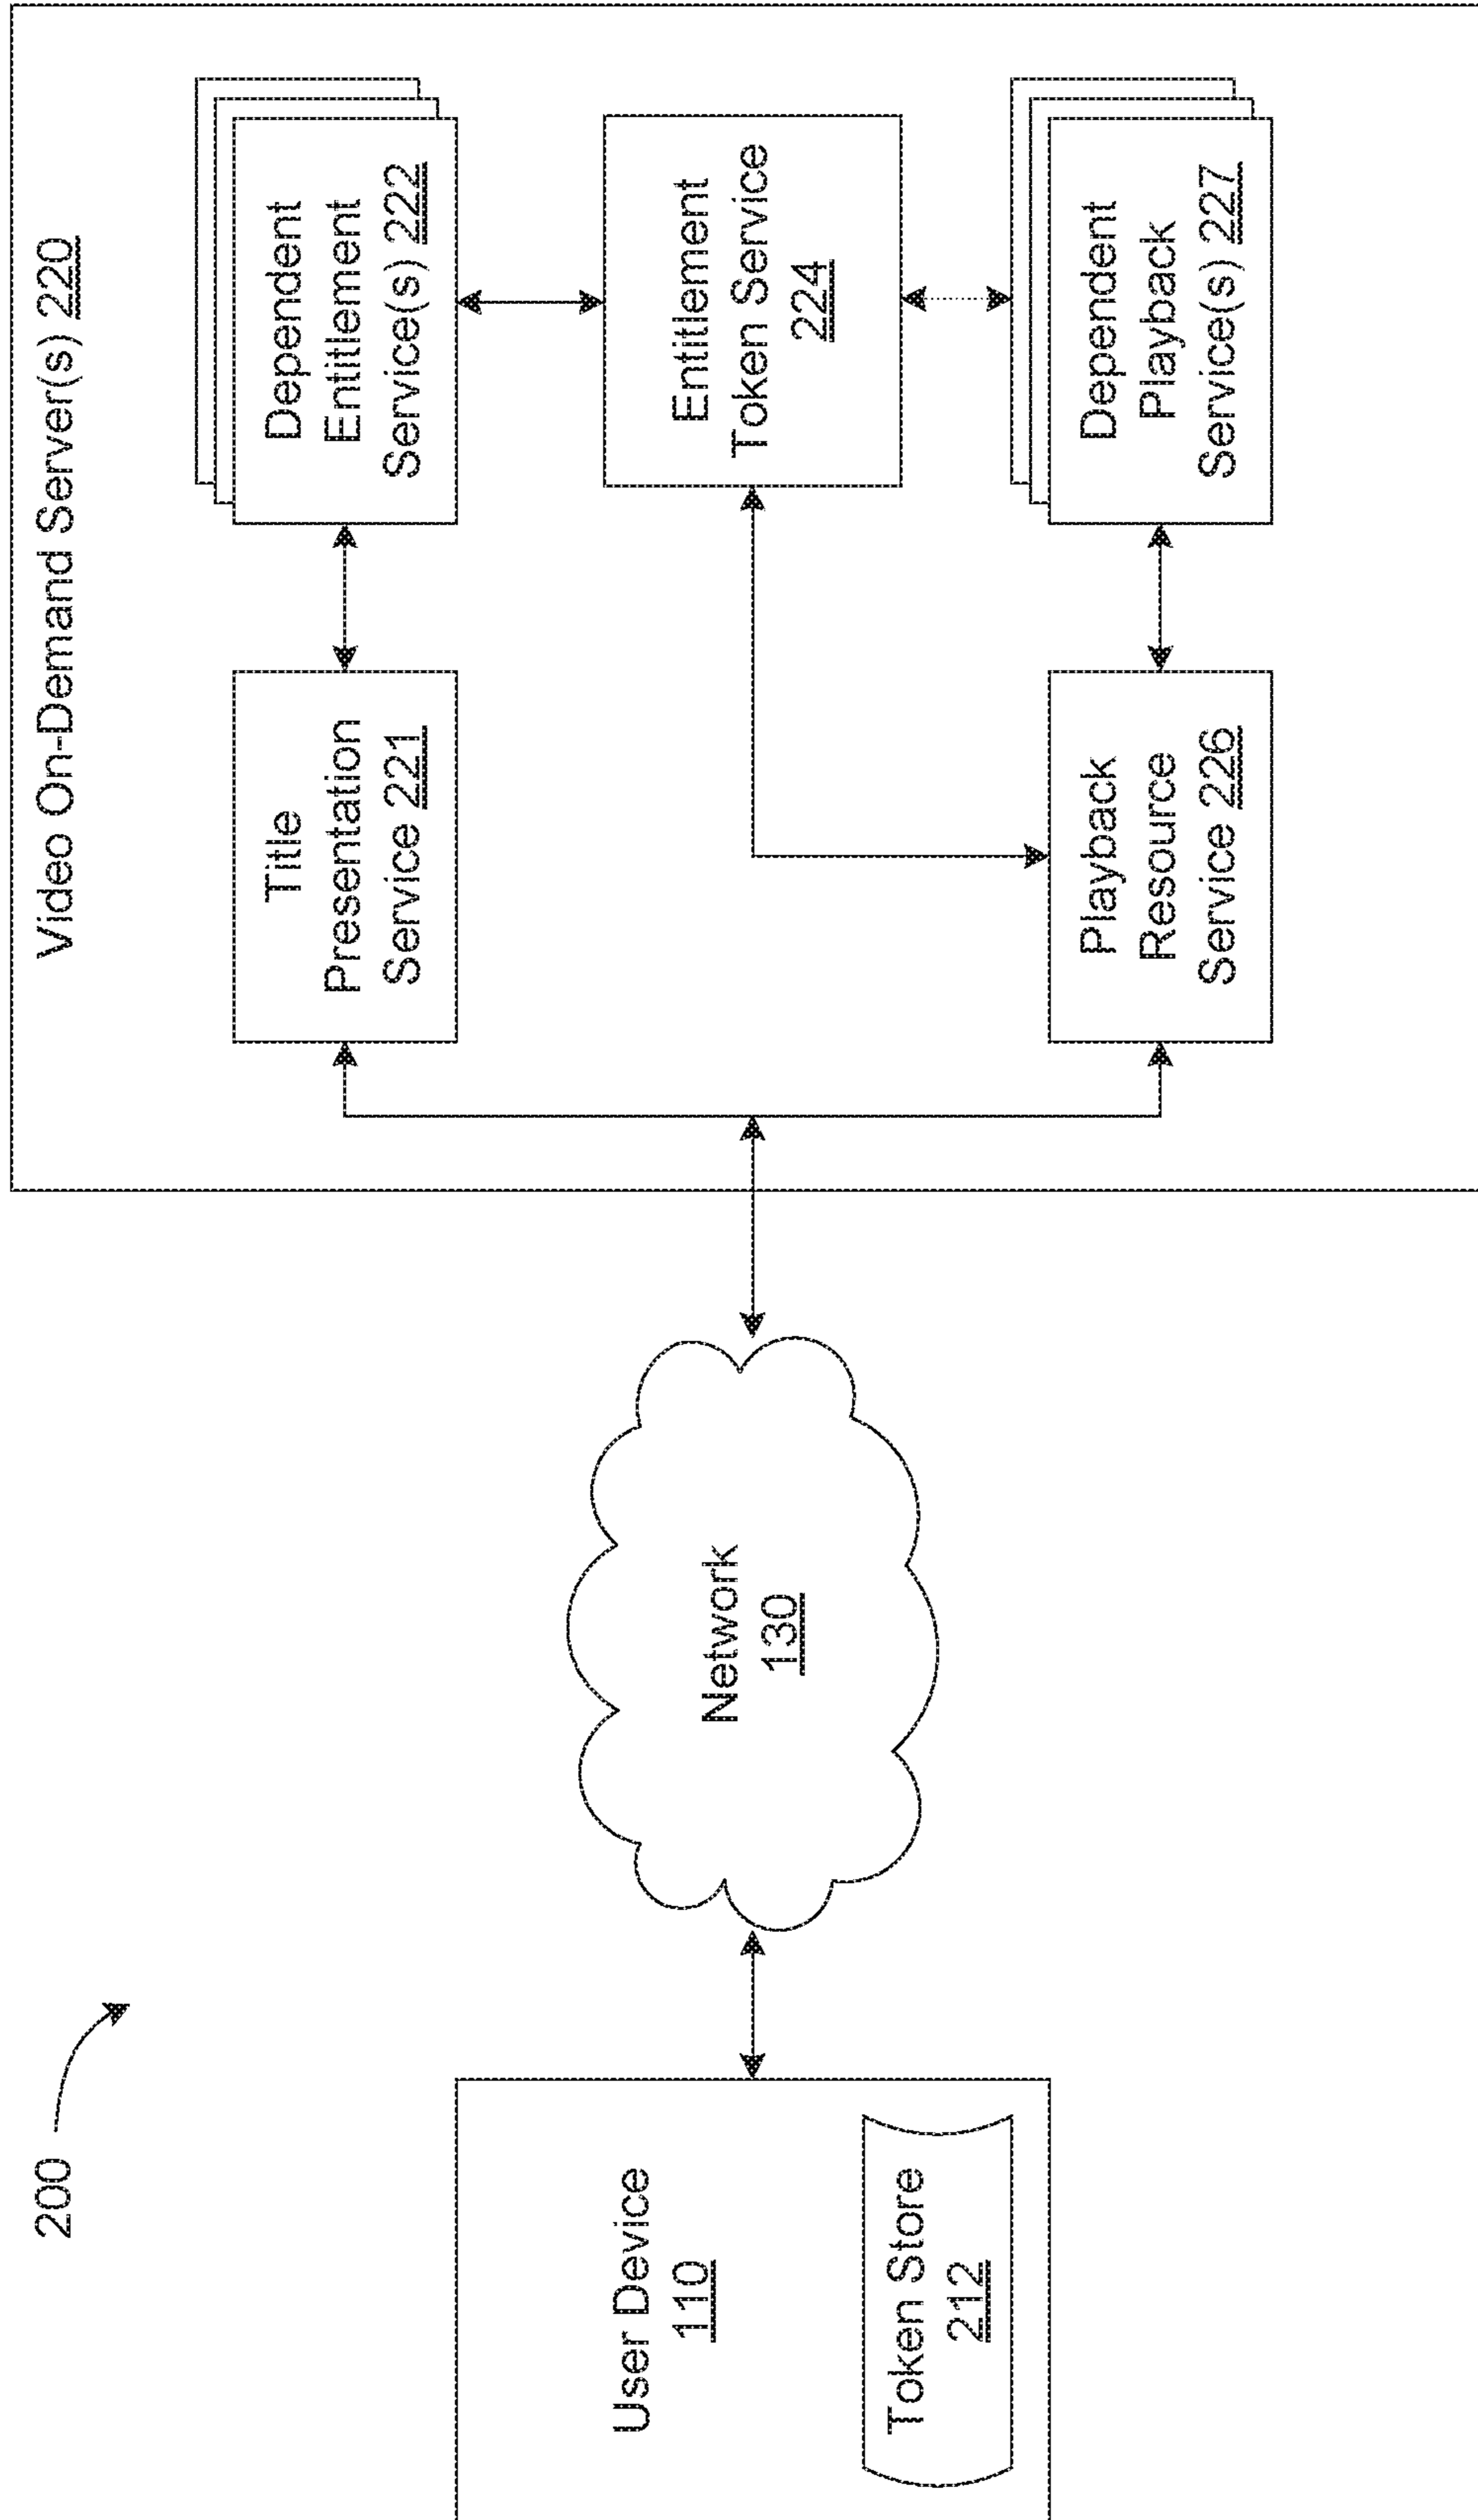 200
User Device
110
Token Store
212
Network
130
Video On-Demand Server(s) 220
Title
Presentation
Service 221
Dependent
Entitlement
Service(s) 222
Entitlement
Token Service
224
Playback
Resource
Service 226
Dependent
Playback
Service(s) 227